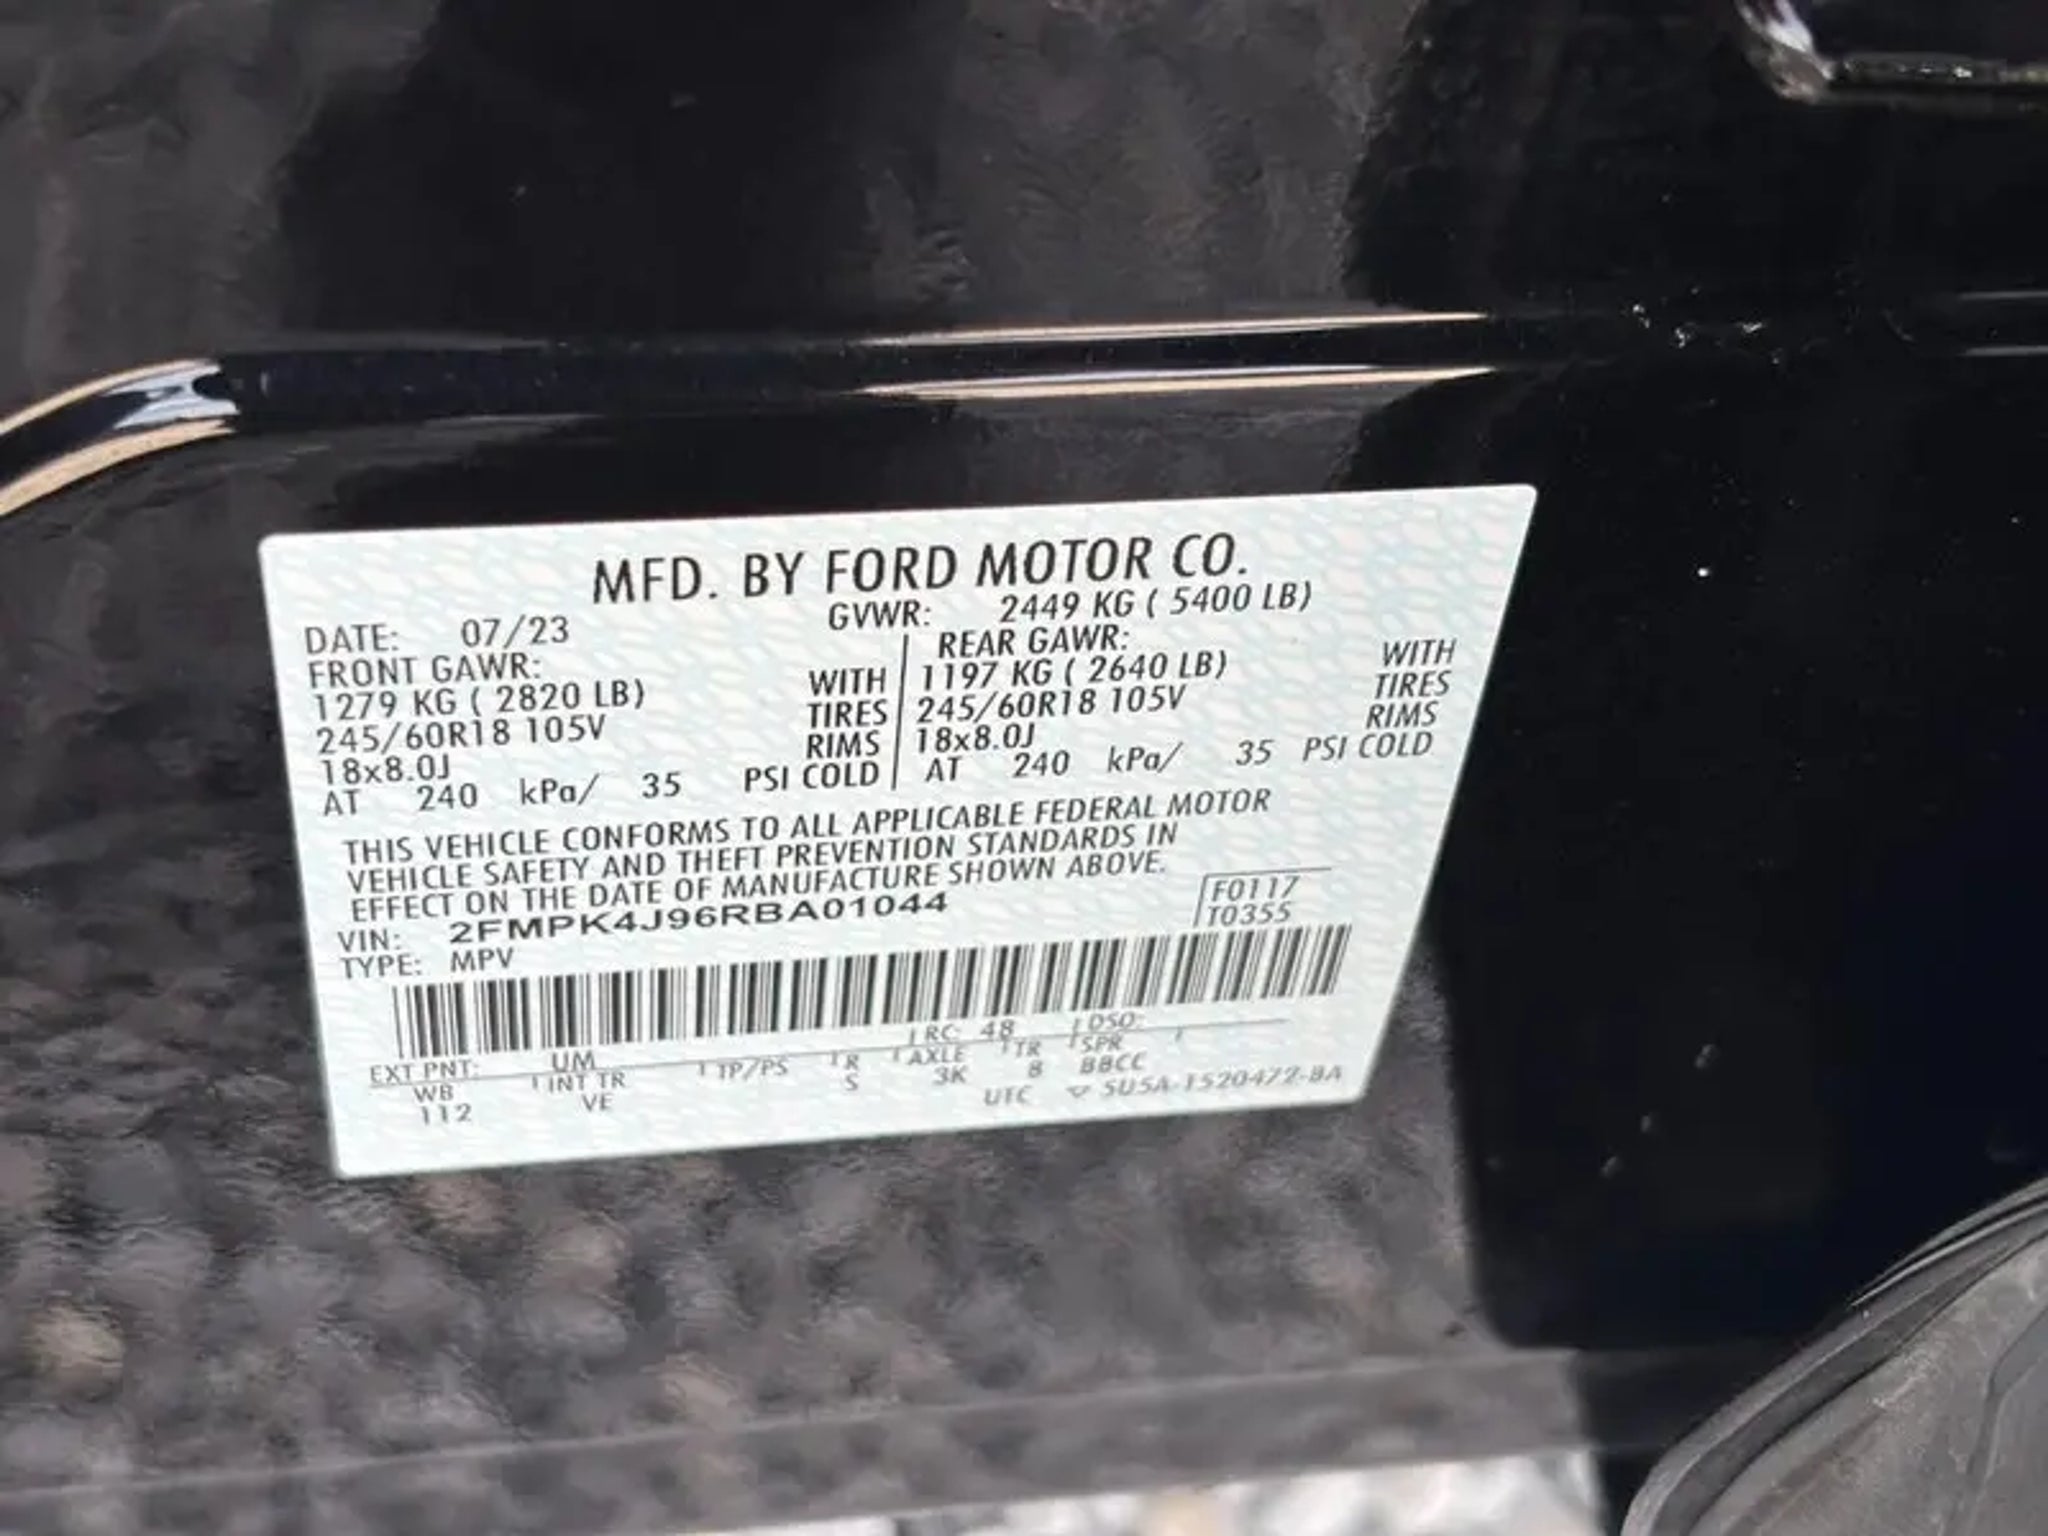 MFD. BY FORD MOTOR CO.
DATE: 07/23 GVWR: 2449 KG ( 5400 LB)
FRONT GAWR: REAR GAWR:
1279 KG ( 2820 LB) WITH 1197 KG ( 2640 LB) WITH
245/60R18 105V TIRES 245/60R18 105V TIRES
18x8.0J RIMS 18x8.0J RIMS
AT 240 kPa/ 35 PSI COLD AT 240 kPa/ 35 PSI COLD
THIS VEHICLE CONFORMS TO ALL APPLICABLE FEDERAL MOTOR
VEHICLE SAFETY AND THEFT PREVENTION STANDARDS IN
EFFECT ON THE DATE OF MANUFACTURE SHOWN ABOVE.
VIN: 2FMPK4J96RBA01044 F0117
TYPE: MPV T0355
EXT PNT: UM RC: 48 DSO:
WB INT TR TP/PS R AXLE TR SPR
112 VE S 3K 8 BBCC
UTC ▽ 5U5A-1520472-BA